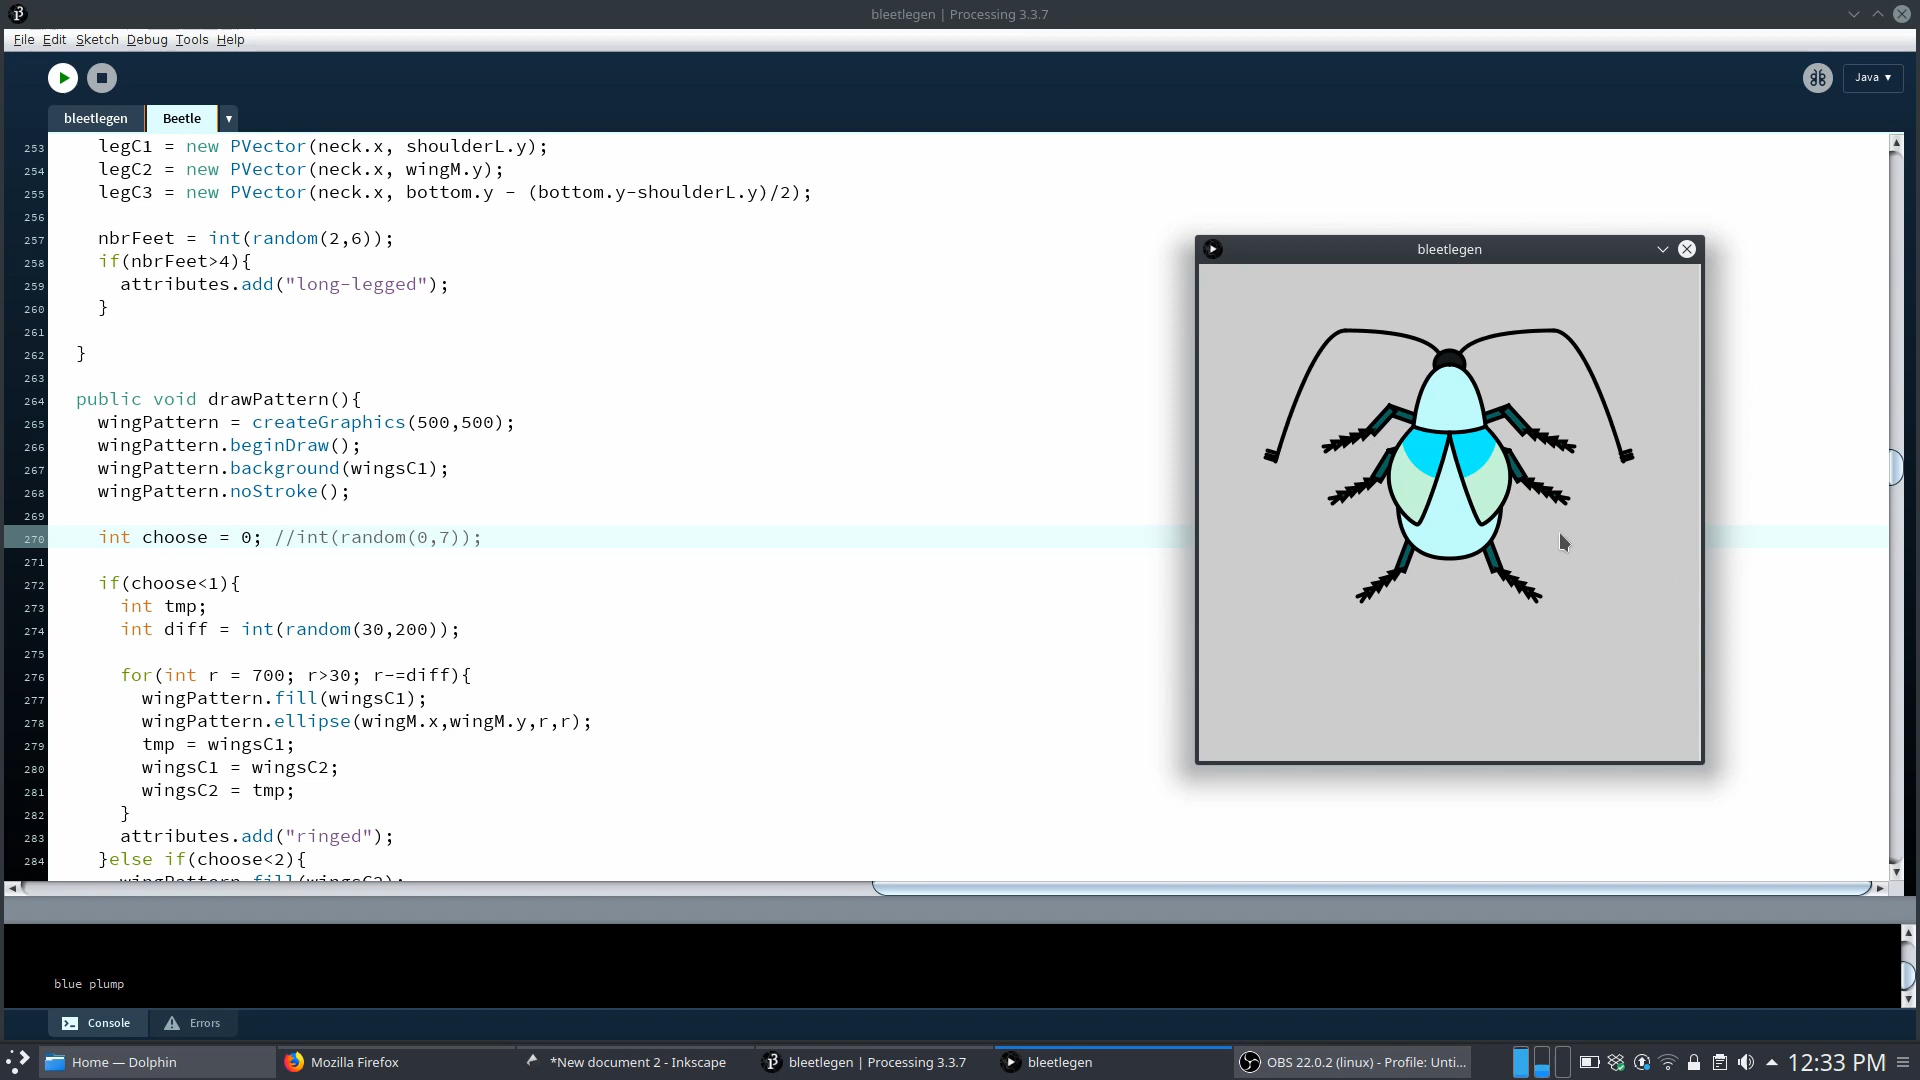 bleetlegen | Processing 3.3.7
File Edit Sketch Debug Tools Help
Java ▾
bleetlegen Beetle ▾
253 legC1 = new PVector(neck.x, shoulderL.y);
254 legC2 = new PVector(neck.x, wingM.y);
255 legC3 = new PVector(neck.x, bottom.y - (bottom.y-shoulderL.y)/2);
256
257 nbrFeet = int(random(2,6));
258 if(nbrFeet>4){
259 attributes.add("long-legged");
260 }
261
262 }
263
264 public void drawPattern(){
265 wingPattern = createGraphics(500,500);
266 wingPattern.beginDraw();
267 wingPattern.background(wingsC1);
268 wingPattern.noStroke();
269
270 int choose = 0; //int(random(0,7));
271
272 if(choose<1){
273 int tmp;
274 int diff = int(random(30,200));
275
276 for(int r = 700; r>30; r-=diff){
277 wingPattern.fill(wingsC1);
278 wingPattern.ellipse(wingM.x,wingM.y,r,r);
279 tmp = wingsC1;
280 wingsC1 = wingsC2;
281 wingsC2 = tmp;
282 }
283 attributes.add("ringed");
284 }else if(choose<2){
wingPattern.fill(wingsC2);
bleetlegen
blue plump
Console Errors
Home — Dolphin Mozilla Firefox *New document 2 - Inkscape bleetlegen | Processing 3.3.7 bleetlegen OBS 22.0.2 (linux) - Profile: Unti... 12:33 PM